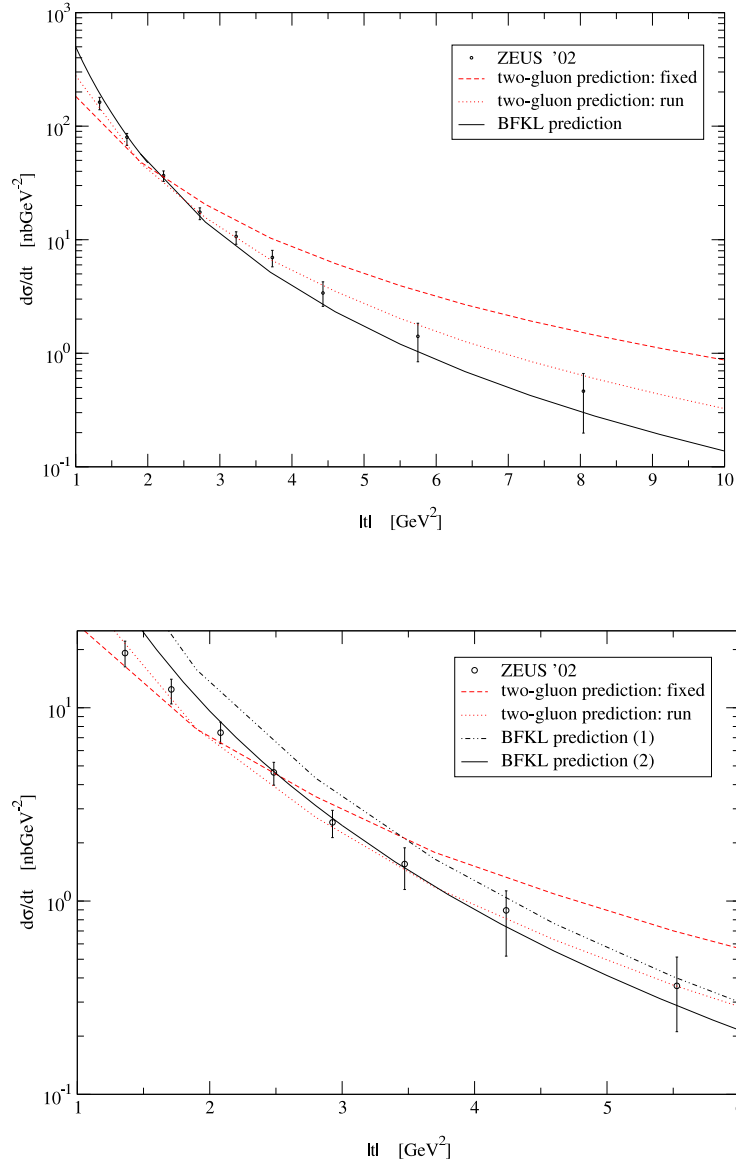 10^3
10^2
10^1
10^0
10^-1
dσ/dt [nbGeV^-2]
ZEUS '02
two-gluon prediction: fixed
two-gluon prediction: run
BFKL prediction
1 2 3 4 5 6 7 8 9 10
|t| [GeV^2]
10^1
10^0
10^-1
dσ/dt [nbGeV^-2]
ZEUS '02
two-gluon prediction: fixed
two-gluon prediction: run
BFKL prediction (1)
BFKL prediction (2)
1 2 3 4 5
|t| [GeV^2]